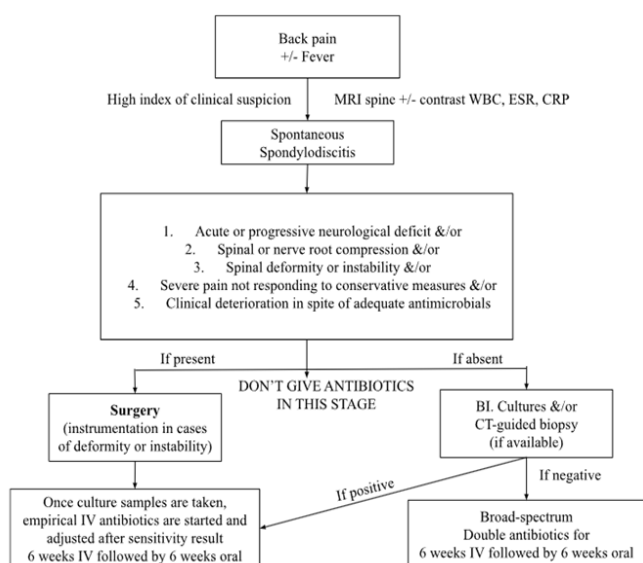 Back pain
+/- Fever
High index of clinical suspicion
MRI spine +/- contrast WBC, ESR, CRP
Spontaneous
Spondylodiscitis
1. Acute or progressive neurological deficit &/or
2. Spinal or nerve root compression &/or
3. Spinal deformity or instability &/or
4. Severe pain not responding to conservative measures &/or
5. Clinical deterioration in spite of adequate antimicrobials
If present
If absent
DON'T GIVE ANTIBIOTICS
IN THIS STAGE
Surgery
(instrumentation in cases
of deformity or instability)
BI. Cultures &/or
CT-guided biopsy
(if available)
If positive
If negative
Once culture samples are taken,
empirical IV antibiotics are started and
adjusted after sensitivity result
6 weeks IV followed by 6 weeks oral
Broad-spectrum
Double antibiotics for
6 weeks IV followed by 6 weeks oral